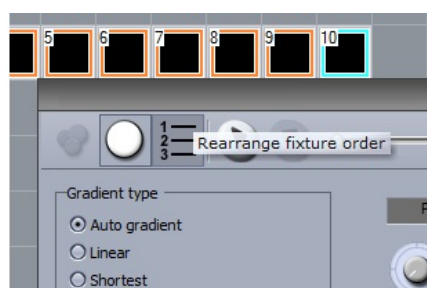 5 6 7 8 9 10
1
2
3
Rearrange fixture order
Gradient type
Auto gradient
Linear
Shortest